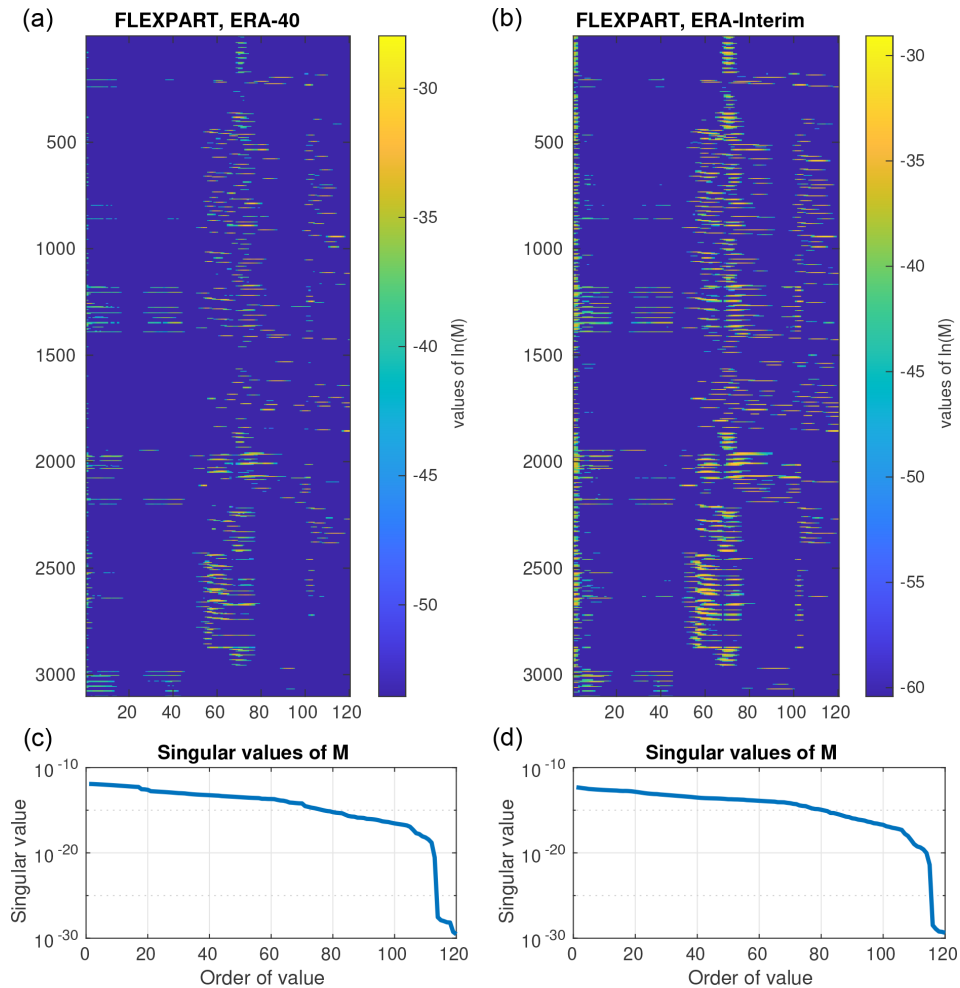 (a) FLEXPART, ERA-40
500
1000
1500
2000
2500
3000
20 40 60 80 100 120
-30
-35
-40
-45
-50
values of ln(M)
(b) FLEXPART, ERA-Interim
500
1000
1500
2000
2500
3000
20 40 60 80 100 120
-30
-35
-40
-45
-50
-55
-60
values of ln(M)
(c) Singular values of M
10^-10
10^-20
10^-30
Singular value
0 20 40 60 80 100 120
Order of value
(d) Singular values of M
10^-10
10^-20
10^-30
Singular value
0 20 40 60 80 100 120
Order of value